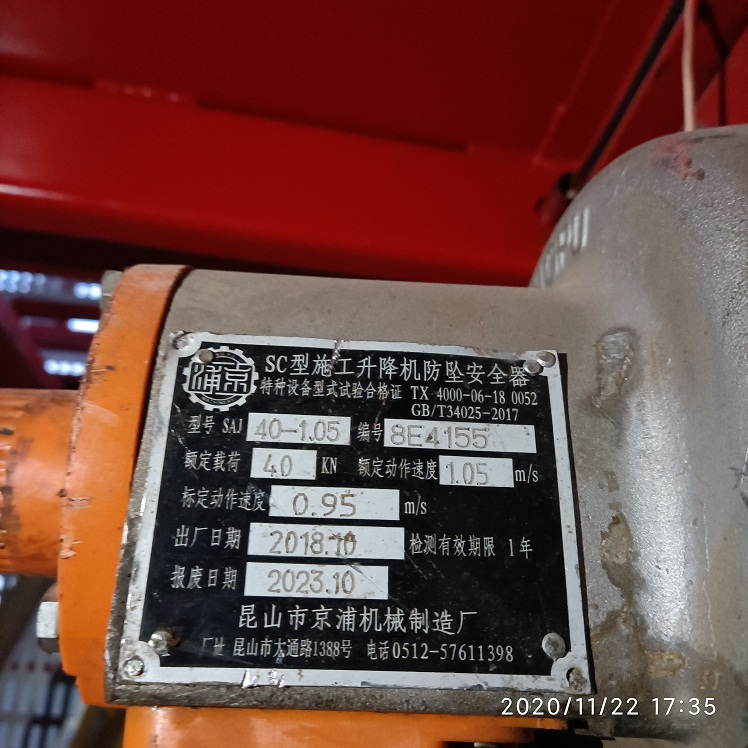 浦京
SC型施工升降机防坠安全器
特种设备型式试验合格证 TX 4000-06-18 0052
GB/T34025-2017
型号 SAJ 40-1.05 编号 8E4155
额定载荷 40 KN 额定动作速度 1.05 m/s
标定动作速度 0.95 m/s
出厂日期 2018.10 检测有效期限 1年
报废日期 2023.10
昆山市京浦机械制造厂
厂址 昆山市大通路1388号 电话0512-57611398
2020/11/22 17:35